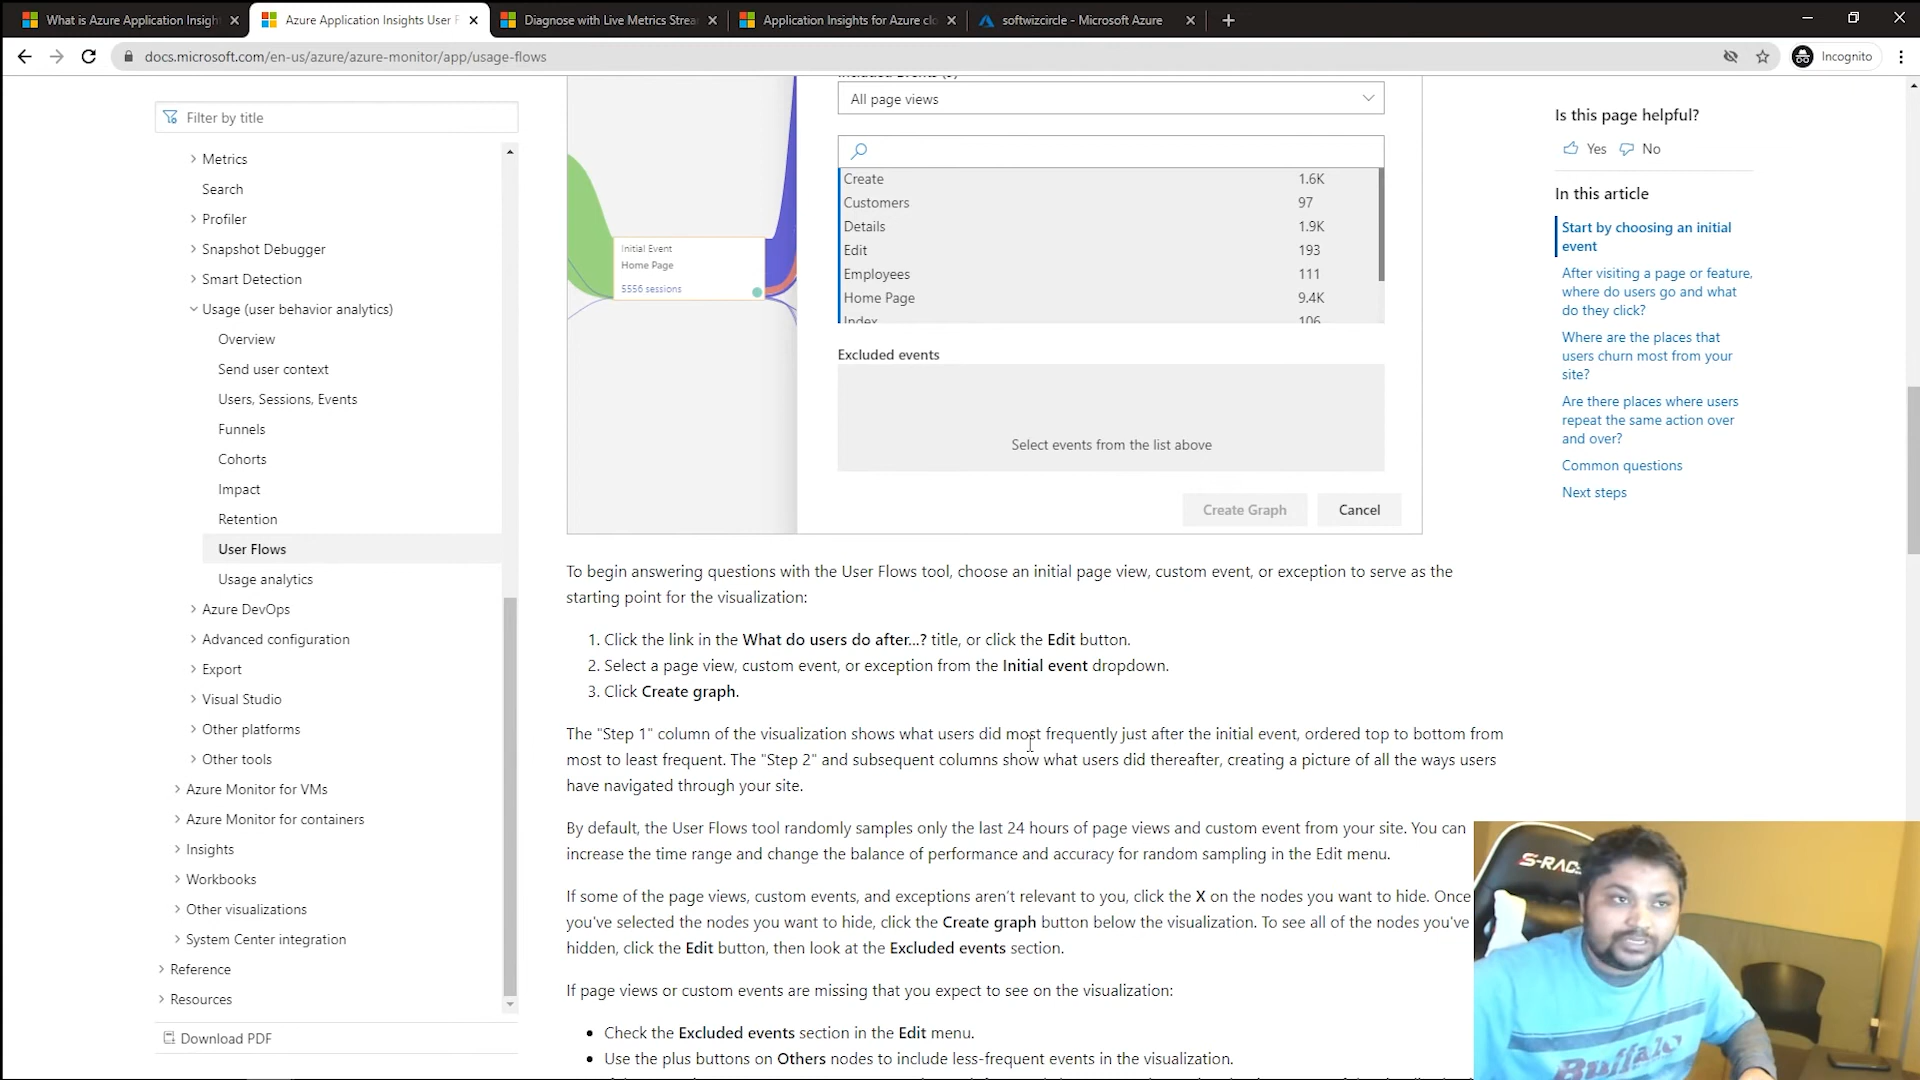 What is Azure Application Insigh
Azure Application Insights User F
Diagnose with Live Metrics Strea
Application Insights for Azure clo
softwizcircle - Microsoft Azure
docs.microsoft.com/en-us/azure/azure-monitor/app/usage-flows
Incognito
Filter by title
Metrics
Search
Profiler
Snapshot Debugger
Smart Detection
Usage (user behavior analytics)
Overview
Send user context
Users, Sessions, Events
Funnels
Cohorts
Impact
Retention
User Flows
Usage analytics
Azure DevOps
Advanced configuration
Export
Visual Studio
Other platforms
Other tools
Azure Monitor for VMs
Azure Monitor for containers
Insights
Workbooks
Other visualizations
System Center integration
Reference
Resources
Download PDF
All page views
Initial Event
Home Page
5556 sessions
Create 1.6K
Customers 97
Details 1.9K
Edit 193
Employees 111
Home Page 9.4K
Index 106
Excluded events
Select events from the list above
Create Graph Cancel
To begin answering questions with the User Flows tool, choose an initial page view, custom event, or exception to serve as the
starting point for the visualization:
1. Click the link in the What do users do after...? title, or click the Edit button.
2. Select a page view, custom event, or exception from the Initial event dropdown.
3. Click Create graph.
The "Step 1" column of the visualization shows what users did most frequently just after the initial event, ordered top to bottom from
most to least frequent. The "Step 2" and subsequent columns show what users did thereafter, creating a picture of all the ways users
have navigated through your site.
By default, the User Flows tool randomly samples only the last 24 hours of page views and custom event from your site. You can
increase the time range and change the balance of performance and accuracy for random sampling in the Edit menu.
If some of the page views, custom events, and exceptions aren't relevant to you, click the X on the nodes you want to hide. Once
you've selected the nodes you want to hide, click the Create graph button below the visualization. To see all of the nodes you've
hidden, click the Edit button, then look at the Excluded events section.
If page views or custom events are missing that you expect to see on the visualization:
• Check the Excluded events section in the Edit menu.
• Use the plus buttons on Others nodes to include less-frequent events in the visualization.
Is this page helpful?
Yes No
In this article
Start by choosing an initial
event
After visiting a page or feature,
where do users go and what
do they click?
Where are the places that
users churn most from your
site?
Are there places where users
repeat the same action over
and over?
Common questions
Next steps
S-RAC
Buffalo